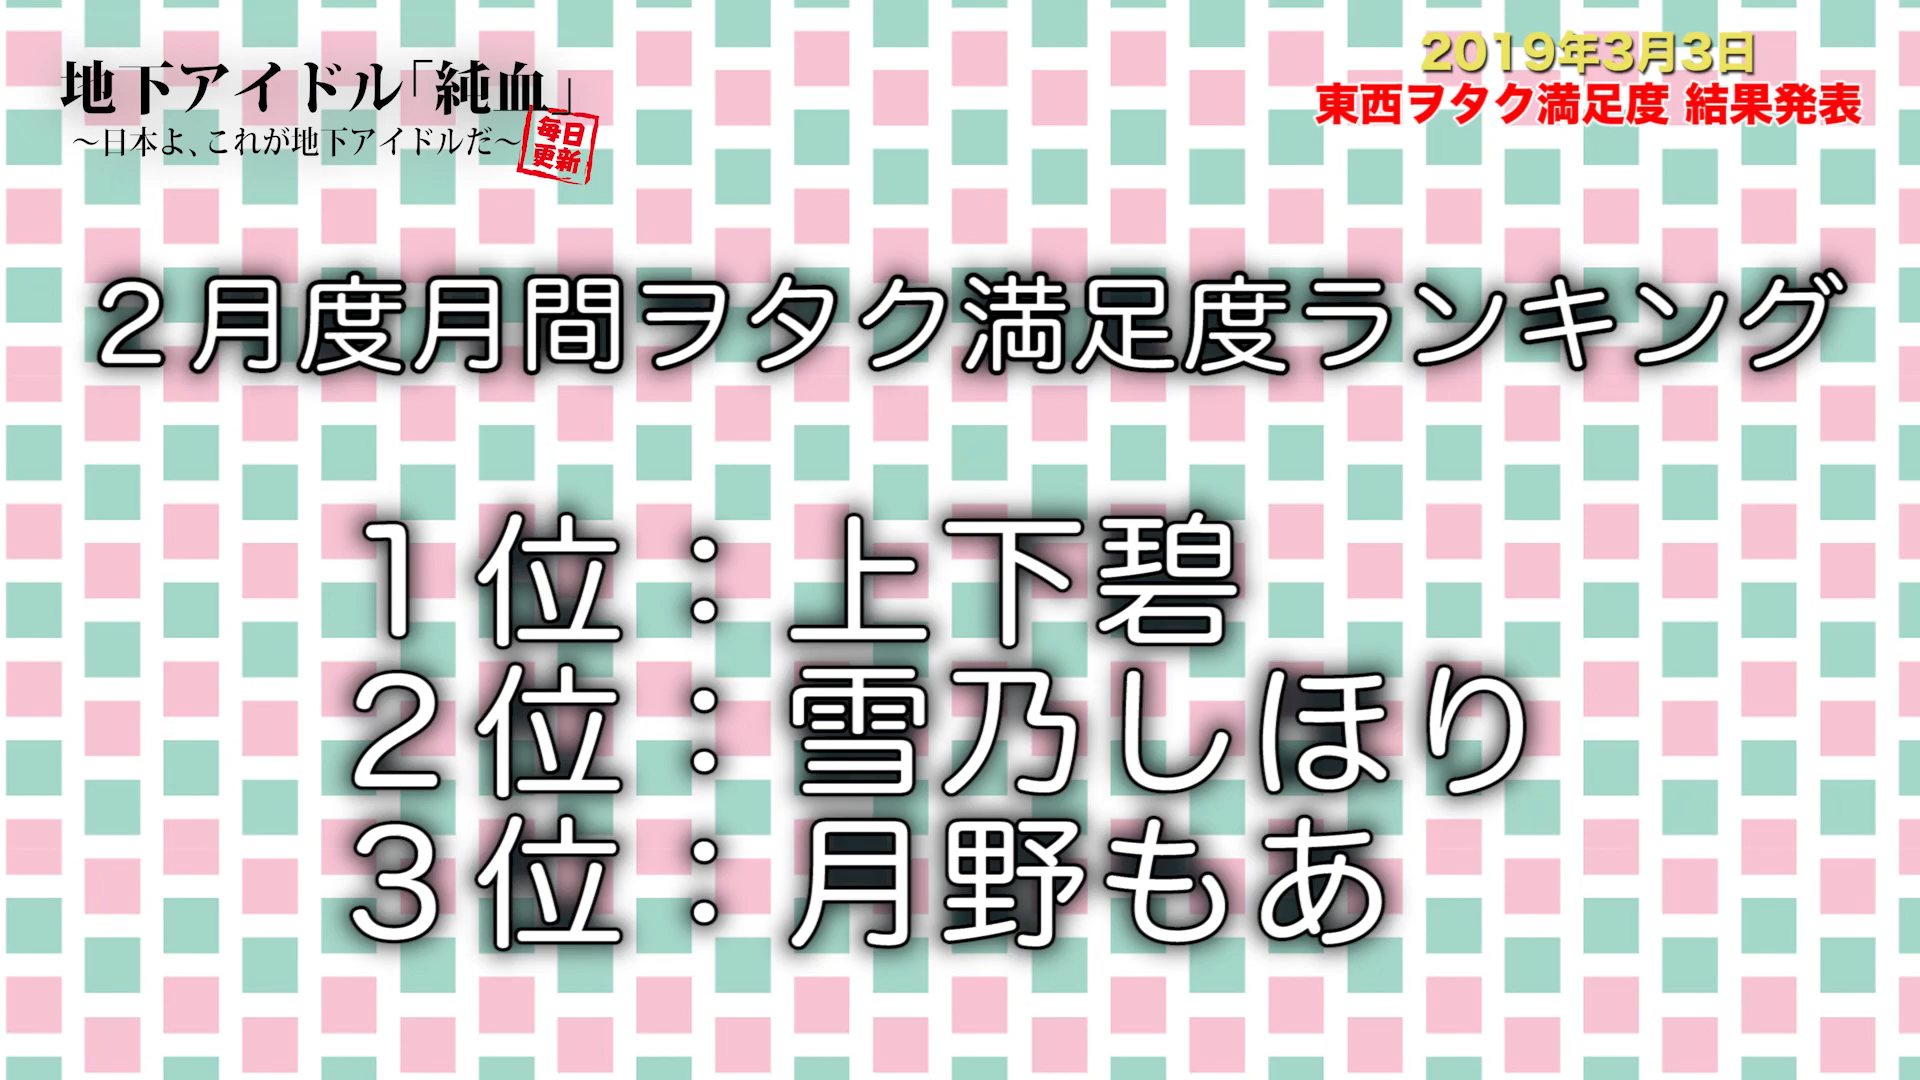 地下アイドル「純血」
〜日本よ、これが地下アイドルだ〜
毎日
更新
2019年3月3日
東西ヲタク満足度 結果発表
２月度月間ヲタク満足度ランキング
１位：上下碧
２位：雪乃しほり
３位：月野もあ